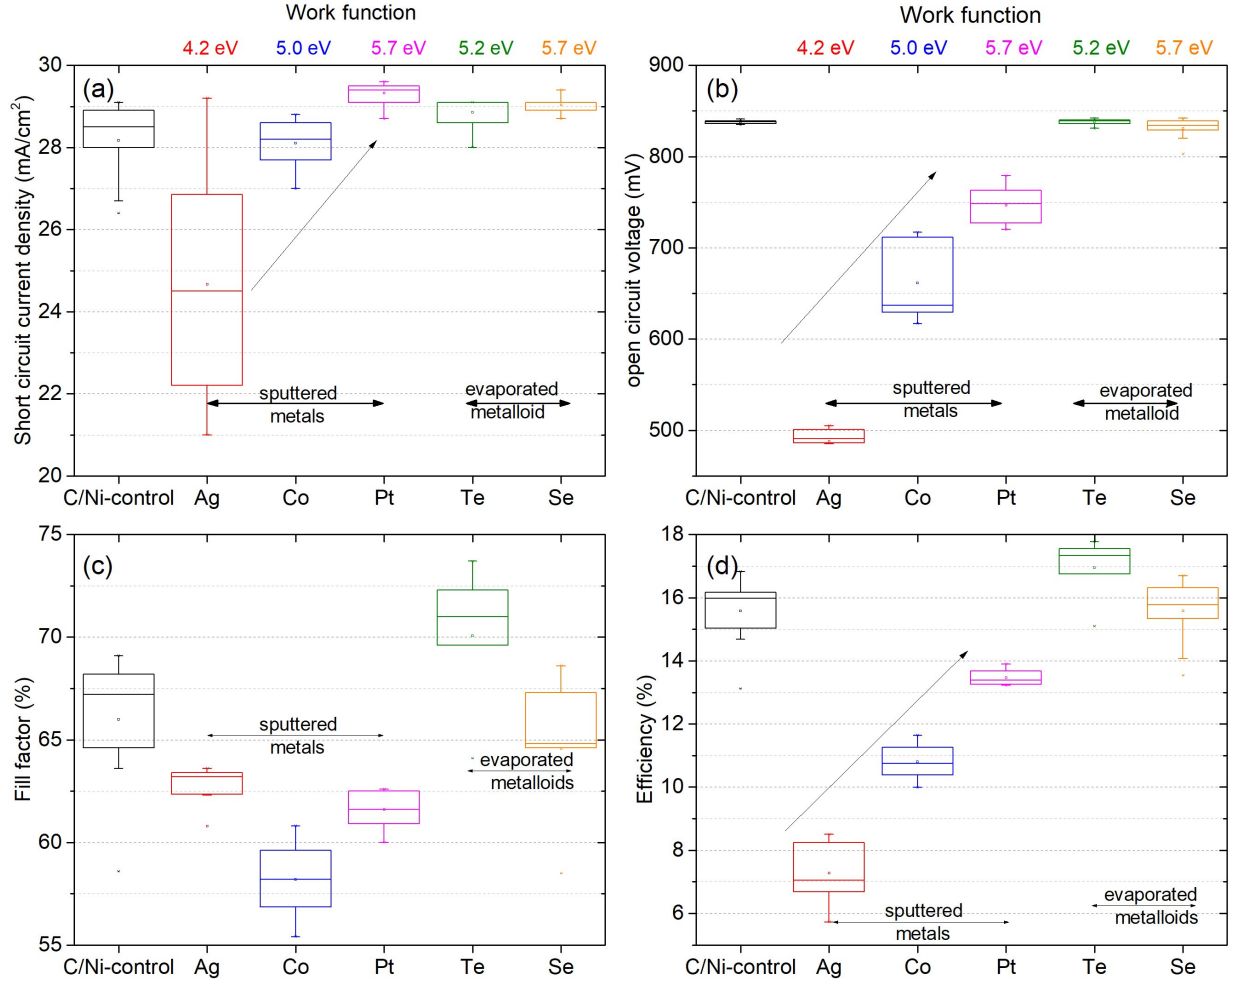 Work function
4.2 eV 5.0 eV 5.7 eV 5.2 eV 5.7 eV
(a)
Short circuit current density (mA/cm²)
30
28
26
24
22
20
sputtered
metals
evaporated
metalloid
C/Ni-control Ag Co Pt Te Se
Work function
4.2 eV 5.0 eV 5.7 eV 5.2 eV 5.7 eV
(b)
open circuit voltage (mV)
900
800
700
600
500
sputtered
metals
evaporated
metalloid
C/Ni-control Ag Co Pt Te Se
(c)
Fill factor (%)
75
70
65
60
55
sputtered
metals
evaporated
metalloids
C/Ni-control Ag Co Pt Te Se
(d)
Efficiency (%)
18
16
14
12
10
8
6
sputtered
metals
evaporated
metalloids
C/Ni-control Ag Co Pt Te Se